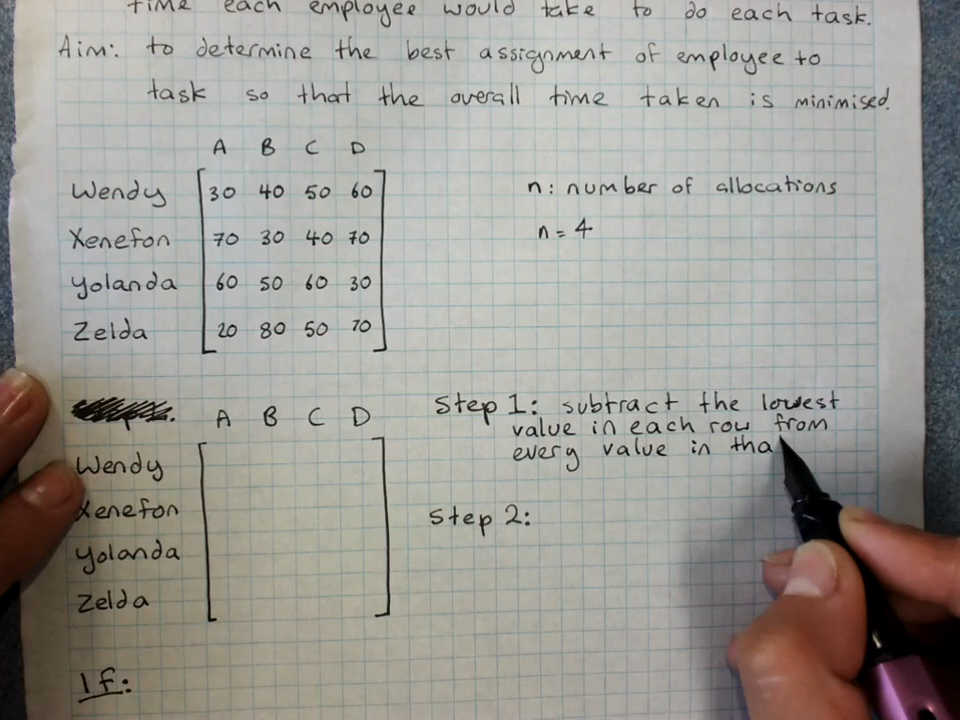 time each employee would take to do each task.
Aim: to determine the best assignment of employee to
task so that the overall time taken is minimised.
A B C D
Wendy 30 40 50 60
n: number of allocations
Xenefon 70 30 40 70
n = 4
Yolanda 60 50 60 30
Zelda 20 80 50 70
A B C D
Step 1: subtract the lowest
value in each row from
every value in tha
Wendy
Xenefon
Step 2:
Yolanda
Zelda
If: